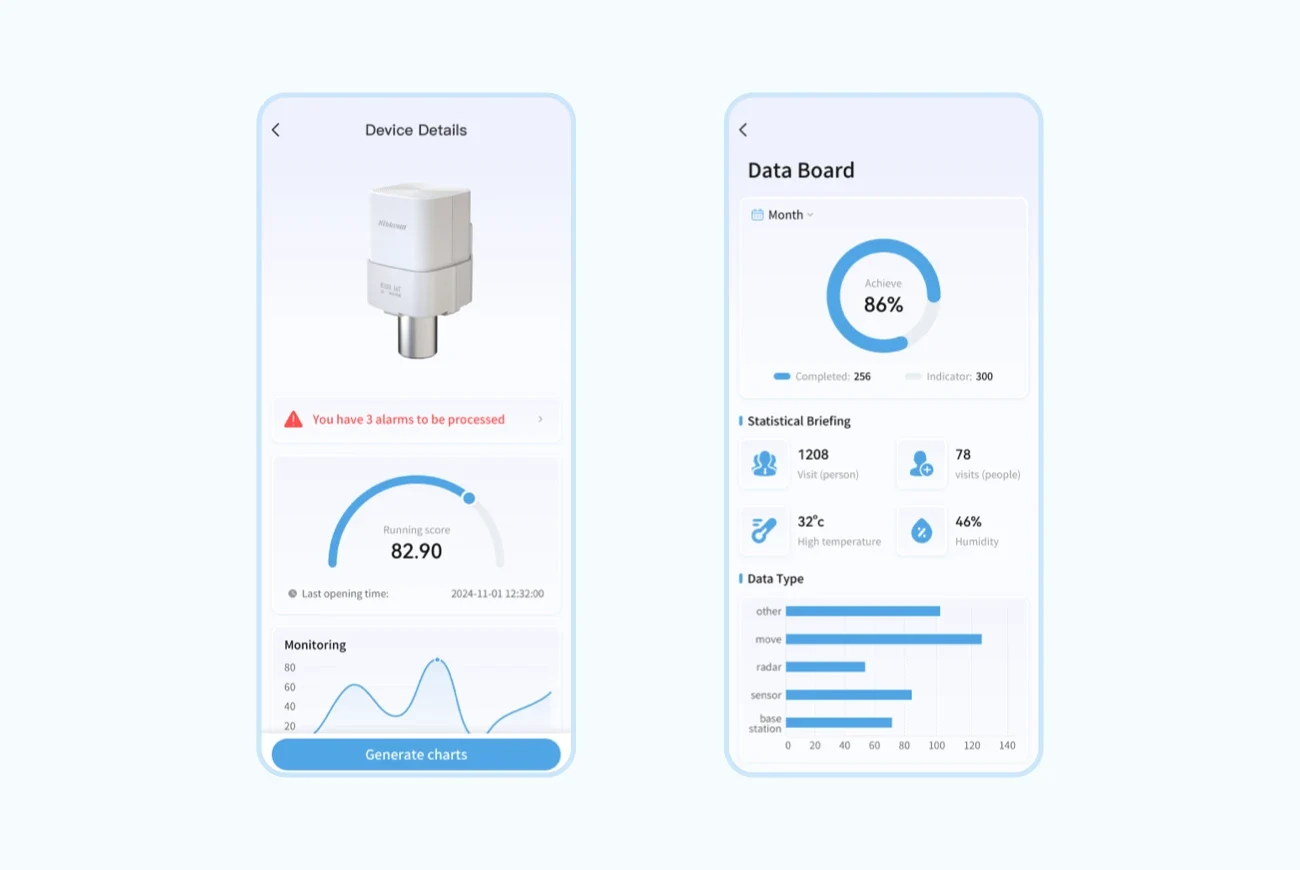 Device Details
You have 3 alarms to be processed
Running score
82.90
Last opening time: 2024-11-01 12:32:00
Monitoring
80
60
40
20
Generate charts
Data Board
Month
Achieve
86%
Completed: 256 Indicator: 300
Statistical Briefing
1208
Visit (person)
78
visits (people)
32°c
High temperature
46%
Humidity
Data Type
other
move
radar
sensor
base
station
0 20 40 60 80 100 120 140